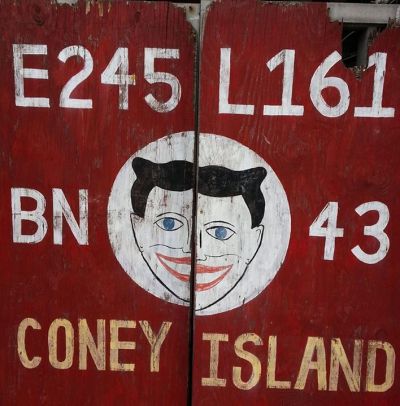 E245 L161
BN 43
CONEY ISLAND